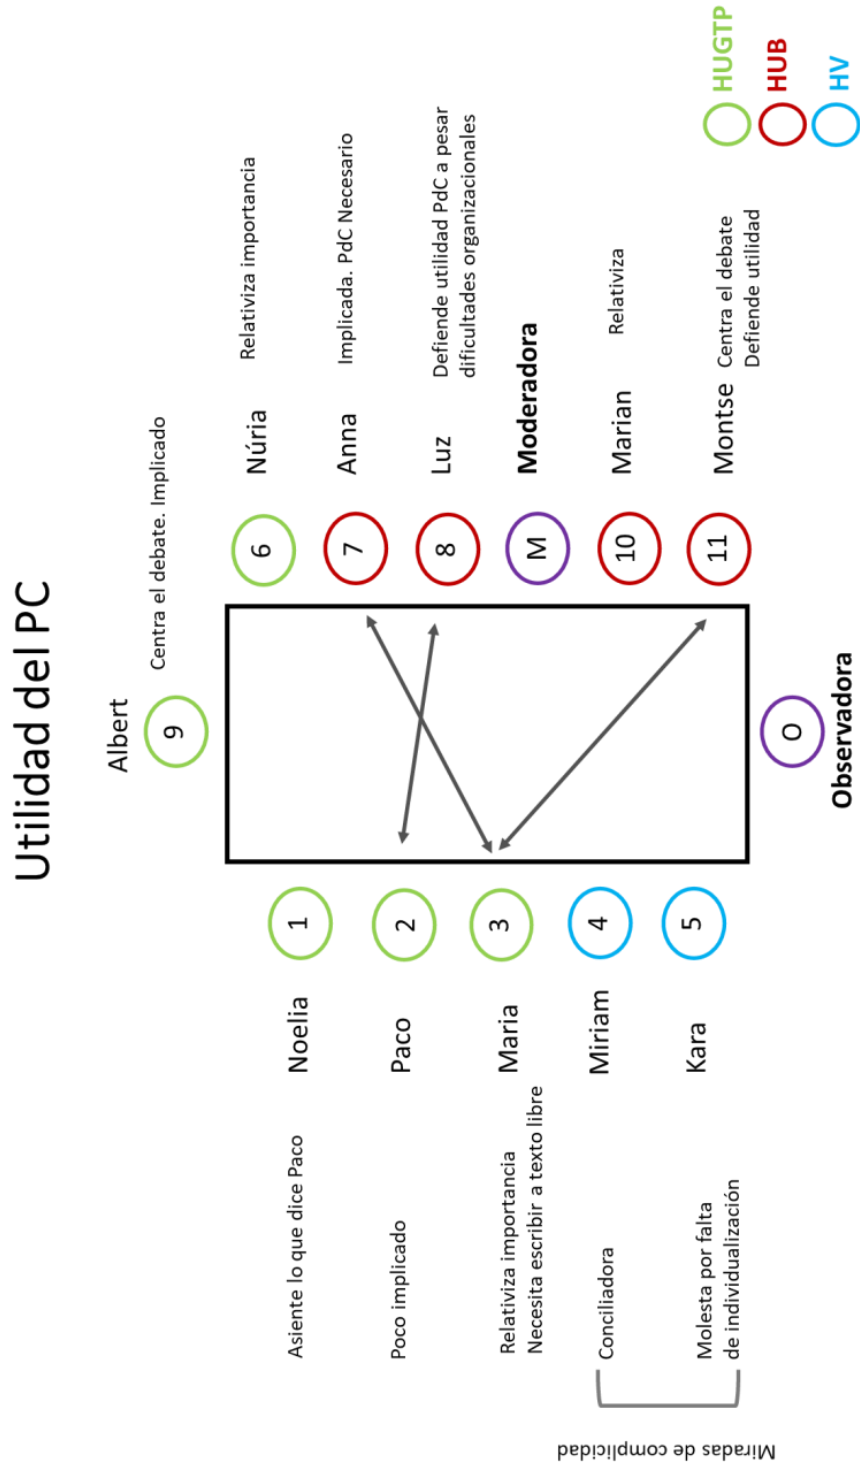 Utilidad del PC
Albert
9
Centra el debate. Implicado
Asiente lo que dice Paco
Noelia
1
6
Núria
Relativiza importancia
Poco implicado
Paco
2
7
Anna
Implicada. PdC Necesario
Relativiza importancia
Necesita escribir a texto libre
Maria
3
8
Luz
Defiende utilidad PdC a pesar
dificultades organizacionales
M
Moderadora
Conciliadora
Miriam
4
10
Marian
Relativiza
Molesta por falta
de individualización
Kara
5
11
Montse
Centra el debate
Defiende utilidad
Miradas de complicidad
O
Observadora
HUGTP
HUB
HV